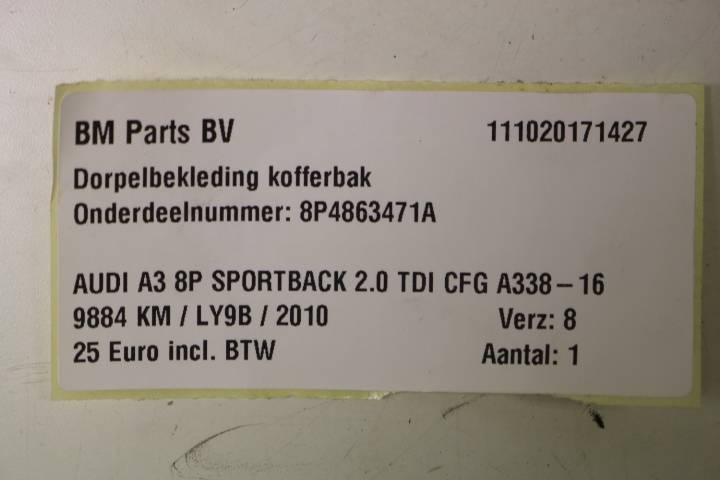 BM Parts BV 111020171427
Dorpelbekleding kofferbak
Onderdeelnummer: 8P4863471A
AUDI A3 8P SPORTBACK 2.0 TDI CFG A338-16
9884 KM / LY9B / 2010 Verz: 8
25 Euro incl. BTW Aantal: 1